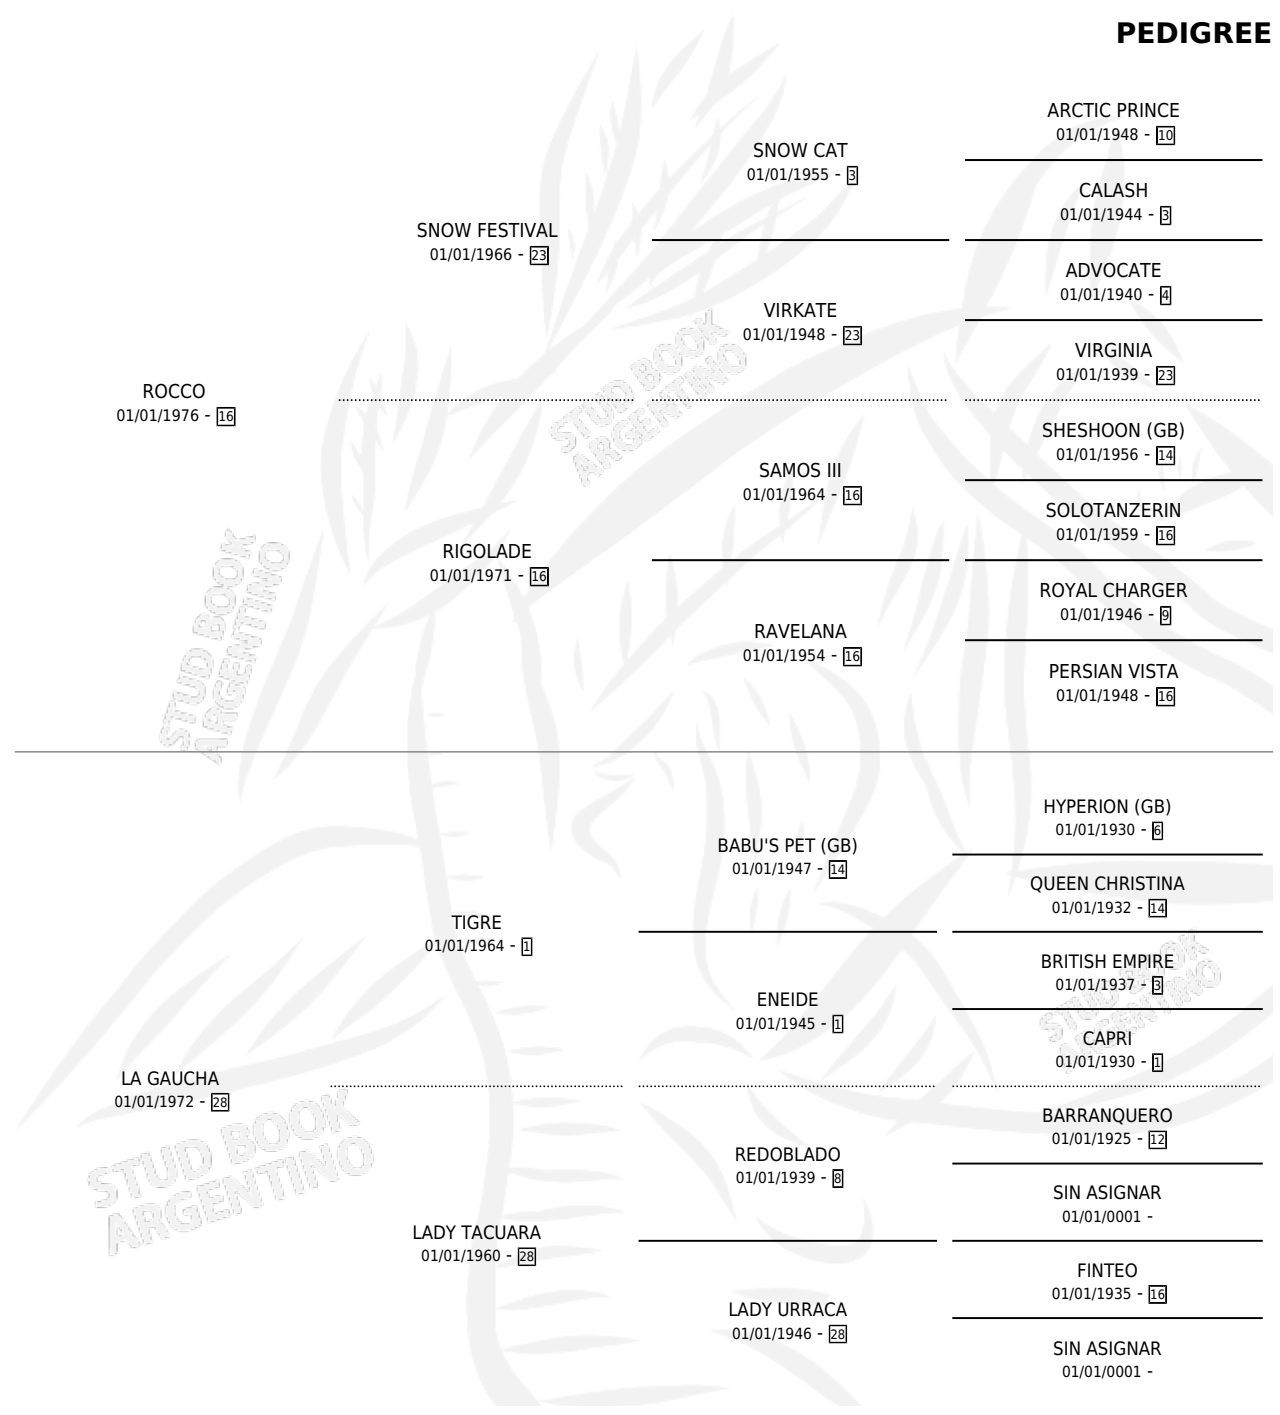 PEDIGREE
ARCTIC PRINCE
01/01/1948 - 10
SNOW CAT
01/01/1955 - 3
CALASH
01/01/1944 - 3
SNOW FESTIVAL
01/01/1966 - 23
ADVOCATE
01/01/1940 - 4
VIRKATE
01/01/1948 - 23
VIRGINIA
01/01/1939 - 23
ROCCO
01/01/1976 - 16
SHESHOON (GB)
01/01/1956 - 14
SAMOS III
01/01/1964 - 16
SOLOTANZERIN
01/01/1959 - 16
RIGOLADE
01/01/1971 - 16
ROYAL CHARGER
01/01/1946 - 9
RAVELANA
01/01/1954 - 16
PERSIAN VISTA
01/01/1948 - 16
HYPERION (GB)
01/01/1930 - 6
BABU'S PET (GB)
01/01/1947 - 14
QUEEN CHRISTINA
01/01/1932 - 14
TIGRE
01/01/1964 - 1
BRITISH EMPIRE
01/01/1937 - 3
ENEIDE
01/01/1945 - 1
CAPRI
01/01/1930 - 1
LA GAUCHA
01/01/1972 - 28
BARRANQUERO
01/01/1925 - 12
REDOBLADO
01/01/1939 - 8
SIN ASIGNAR
01/01/0001 -
LADY TACUARA
01/01/1960 - 28
FINTEO
01/01/1935 - 16
LADY URRACA
01/01/1946 - 28
SIN ASIGNAR
01/01/0001 -
STUD BOOK
ARGENTINO
STUD BOOK
ARGENTINO
STUD BOOK
ARGENTINO
STUD BOOK
ARGENTINO